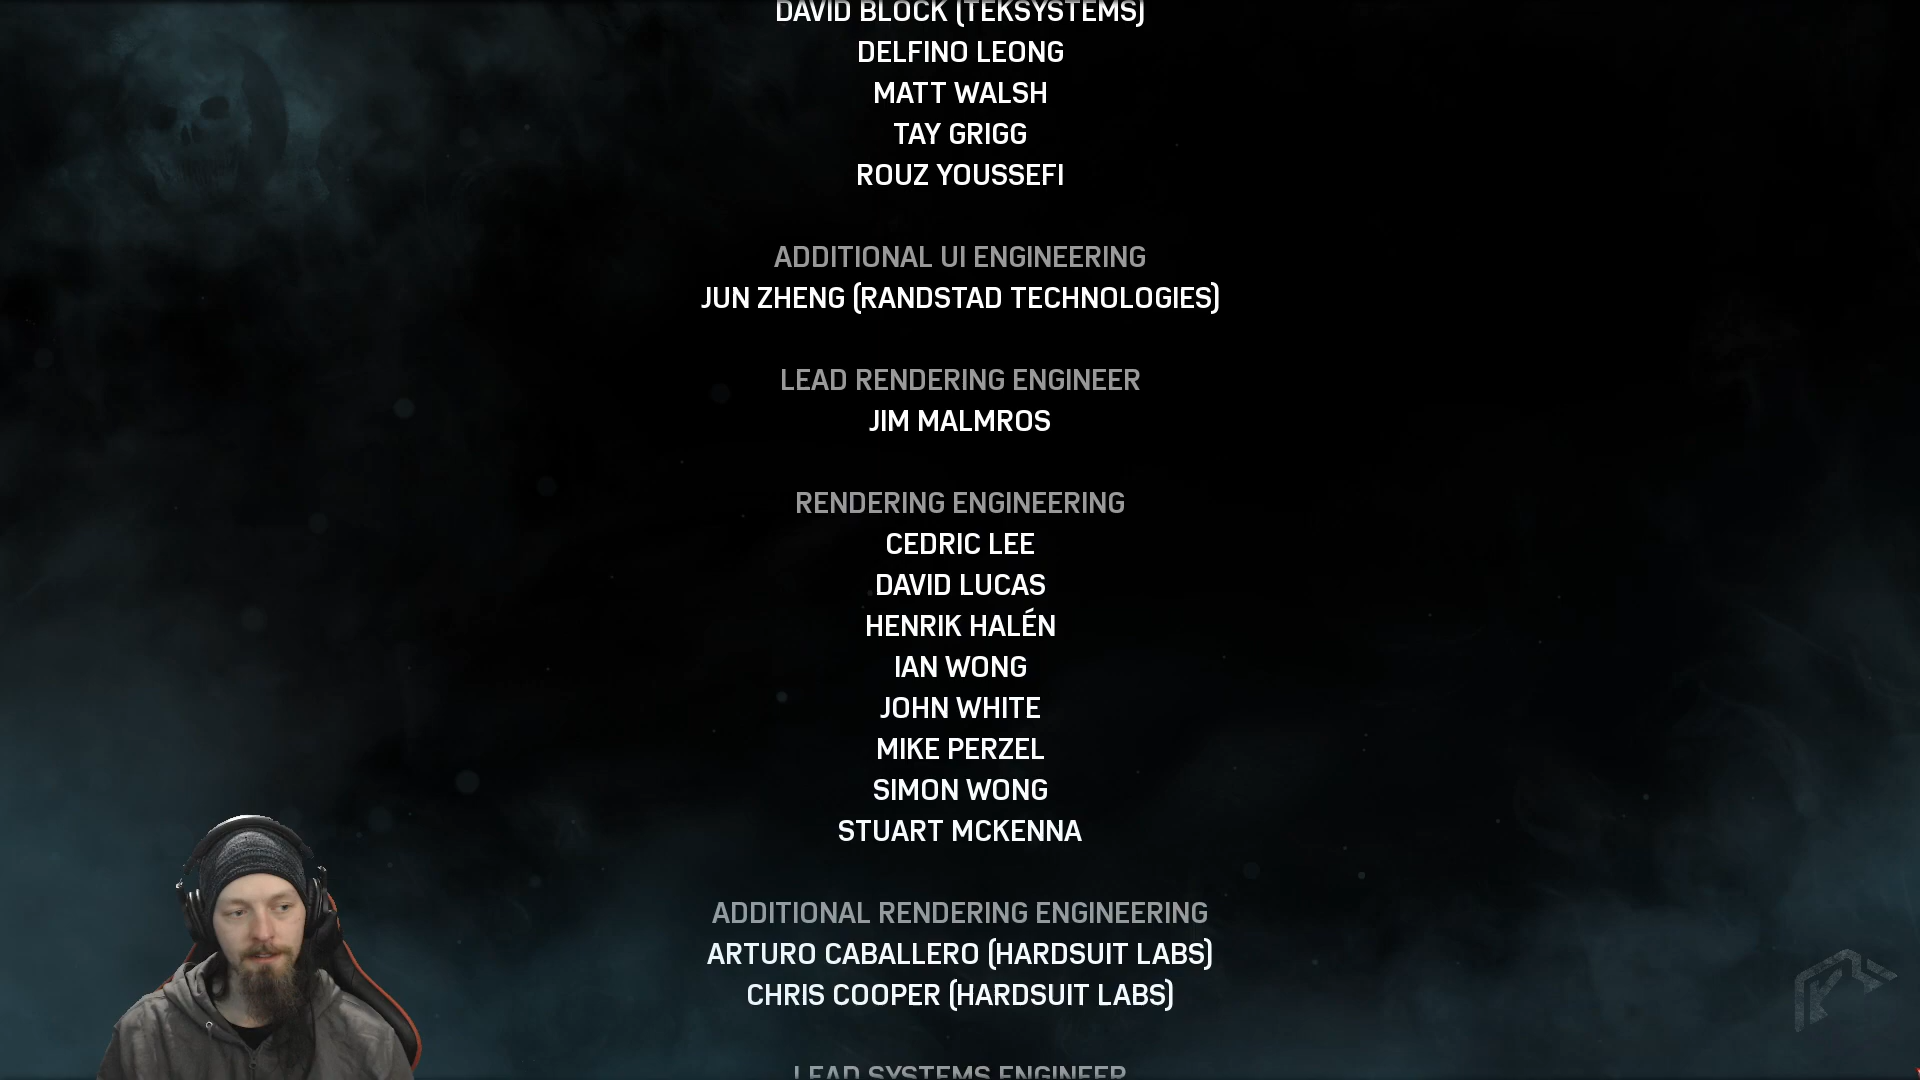 DAVID BLOCK (TEKSYSTEMS)
DELFINO LEONG
MATT WALSH
TAY GRIGG
ROUZ YOUSSEFI
ADDITIONAL UI ENGINEERING
JUN ZHENG (RANDSTAD TECHNOLOGIES)
LEAD RENDERING ENGINEER
JIM MALMROS
RENDERING ENGINEERING
CEDRIC LEE
DAVID LUCAS
HENRIK HALÉN
IAN WONG
JOHN WHITE
MIKE PERZEL
SIMON WONG
STUART MCKENNA
ADDITIONAL RENDERING ENGINEERING
ARTURO CABALLERO (HARDSUIT LABS)
CHRIS COOPER (HARDSUIT LABS)
LEAD SYSTEMS ENGINEER